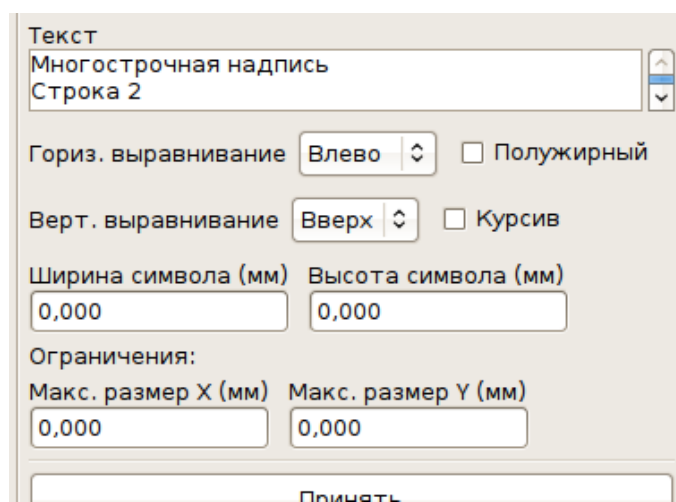 Текст
Многострочная надпись
Строка 2
Гориз. выравнивание Влево Полужирный
Верт. выравнивание Вверх Курсив
Ширина символа (мм) Высота символа (мм)
0,000 0,000
Ограничения:
Макс. размер X (мм) Макс. размер Y (мм)
0,000 0,000
Принять